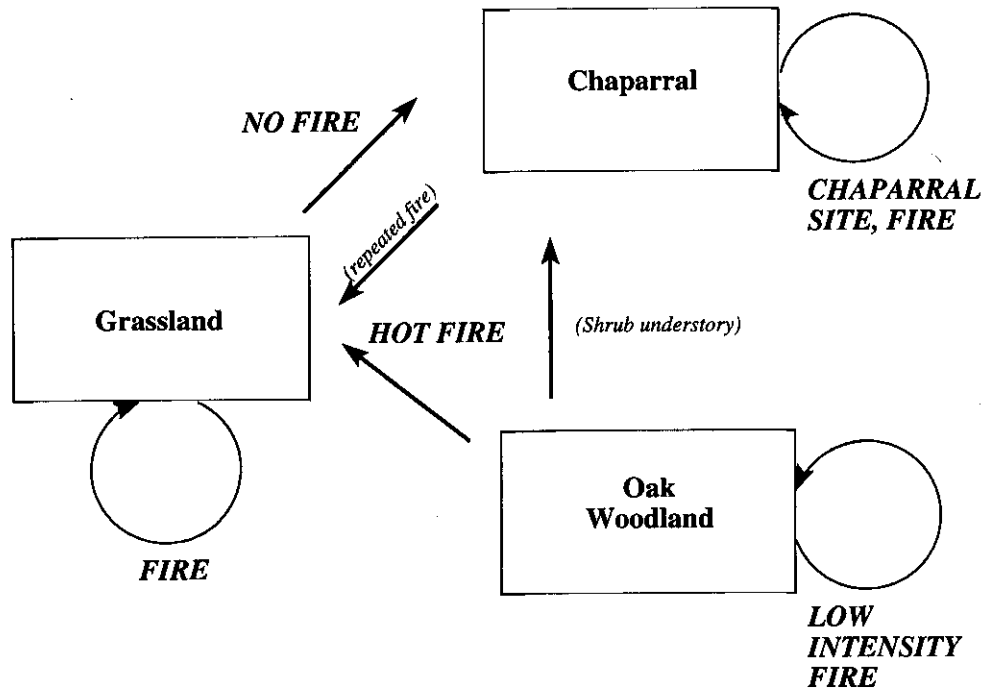 Chaparral
NO FIRE
CHAPARRAL
SITE, FIRE
(repeated fire)
Grassland
HOT FIRE
(Shrub understory)
Oak
Woodland
FIRE
LOW
INTENSITY
FIRE